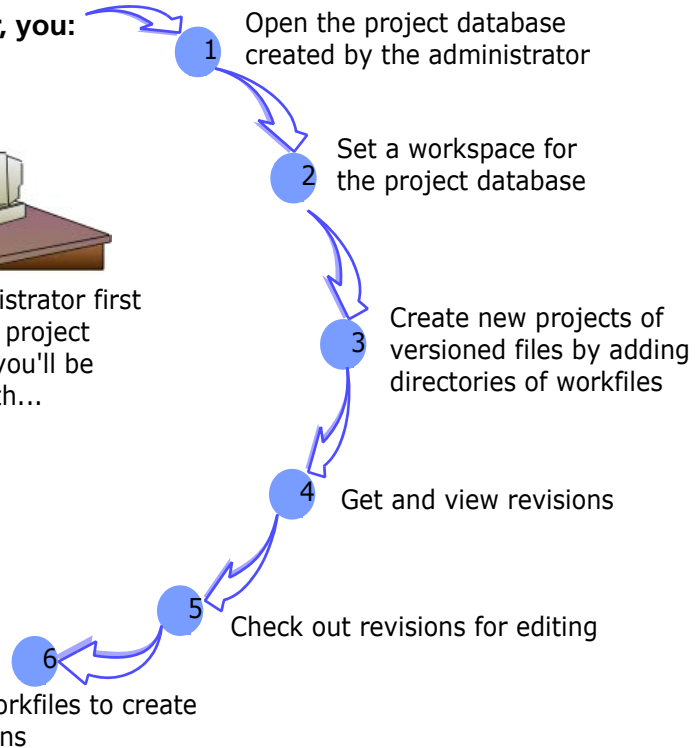 , you:
1
Open the project database
created by the administrator
2
Set a workspace for
the project database
istrator first
project
you'll be
th...
3
Create new projects of
versioned files by adding
directories of workfiles
4
Get and view revisions
5
Check out revisions for editing
6
orkfiles to create
ns